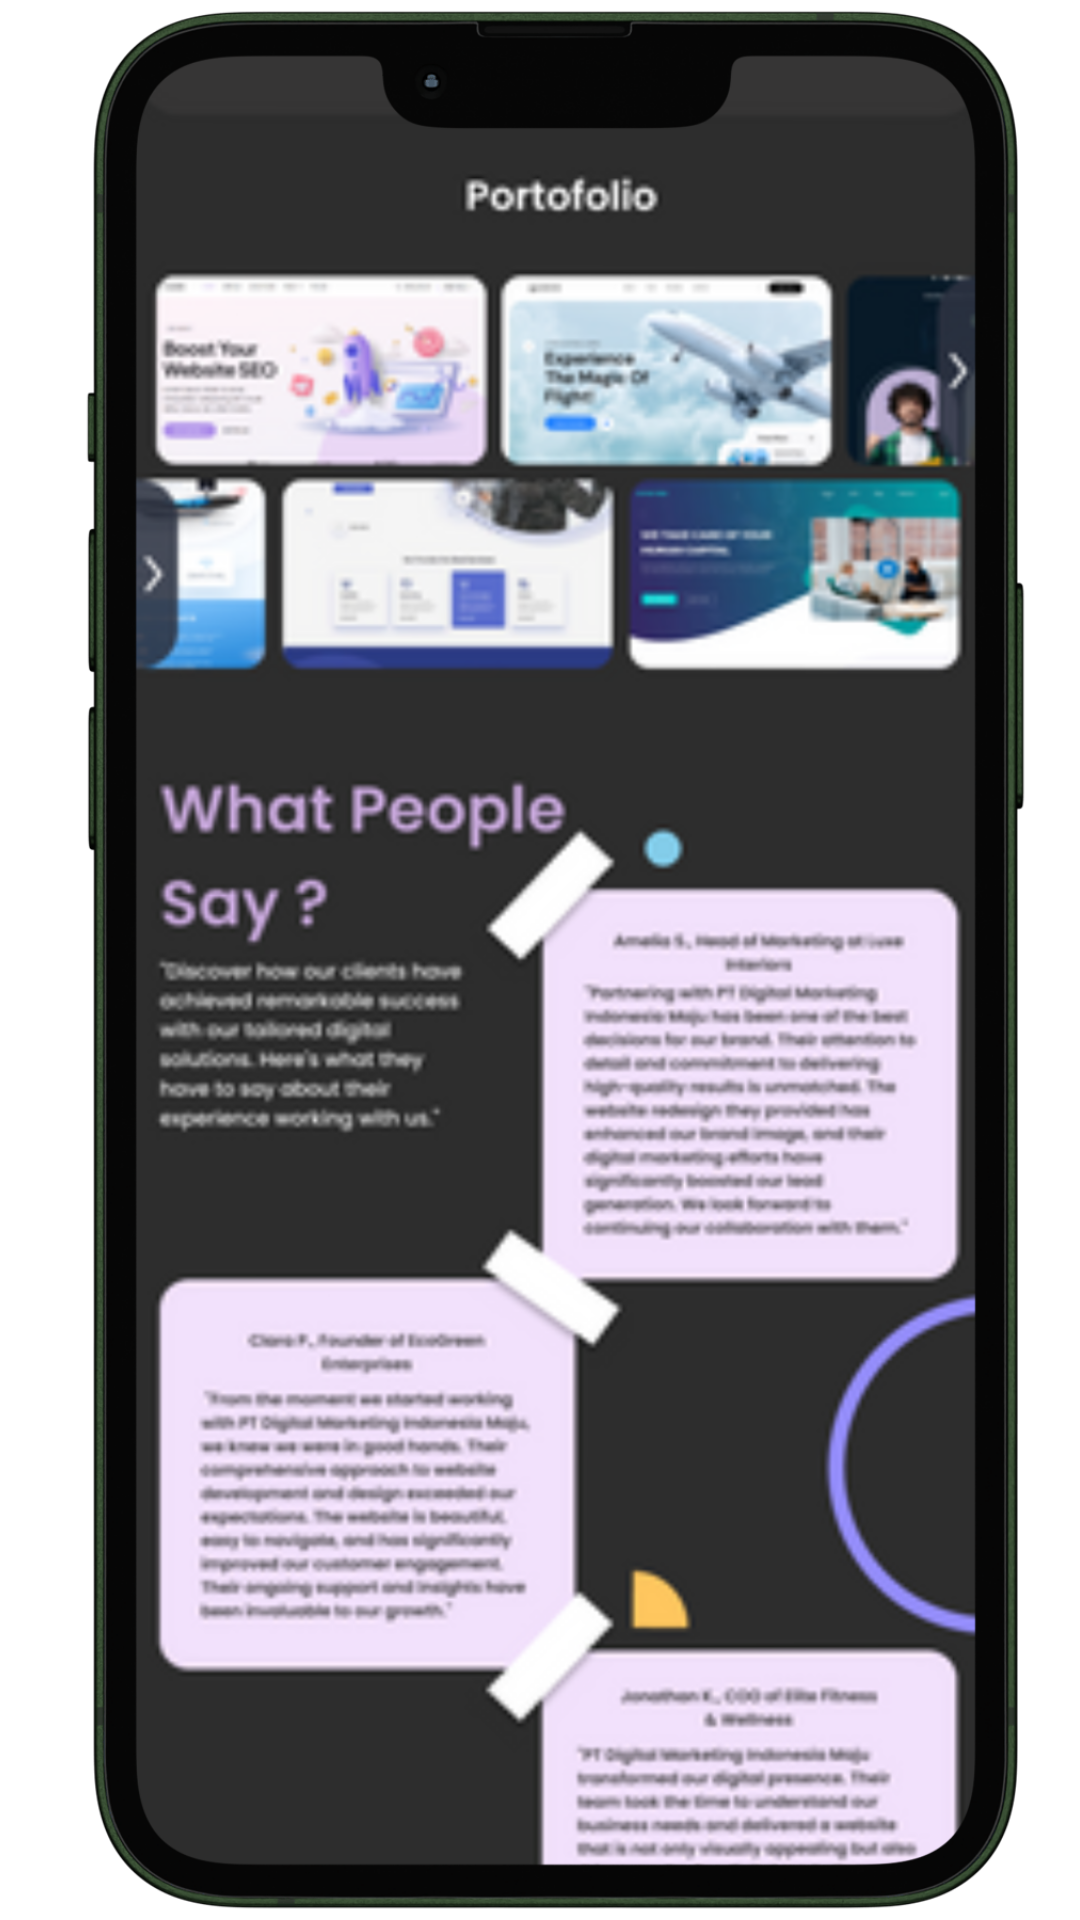 Portofolio
Boost Your
Website SEO
Experience
The Magic Of
Flight!
WE TAKE CARE OF YOUR
HUMAN CAPITAL
What People
Say ?
"Discover how our clients have
achieved remarkable success
with our tailored digital
solutions. Here's what they
have to say about their
experience working with us."
Amelia S., Head of Marketing at Luxe
Interiors
"Partnering with PT Digital Marketing
Indonesia Maju has been one of the best
decisions for our brand. Their attention to
detail and commitment to delivering
high-quality results is unmatched. The
website redesign they provided has
enhanced our brand image, and their
digital marketing efforts have
significantly boosted our lead
generation. We look forward to
continuing our collaboration with them."
Clara P., Founder of EcoGreen
Enterprises
"From the moment we started working
with PT Digital Marketing Indonesia Maju,
we knew we were in good hands. Their
comprehensive approach to website
development and design exceeded our
expectations. The website is beautiful,
easy to navigate, and has significantly
improved our customer engagement.
Their ongoing support and insights have
been invaluable to our growth."
Jonathan K., COO of Elite Fitness
& Wellness
"PT Digital Marketing Indonesia Maju
transformed our digital presence. Their
team took the time to understand our
business needs and delivered a website
that is not only visually appealing but also